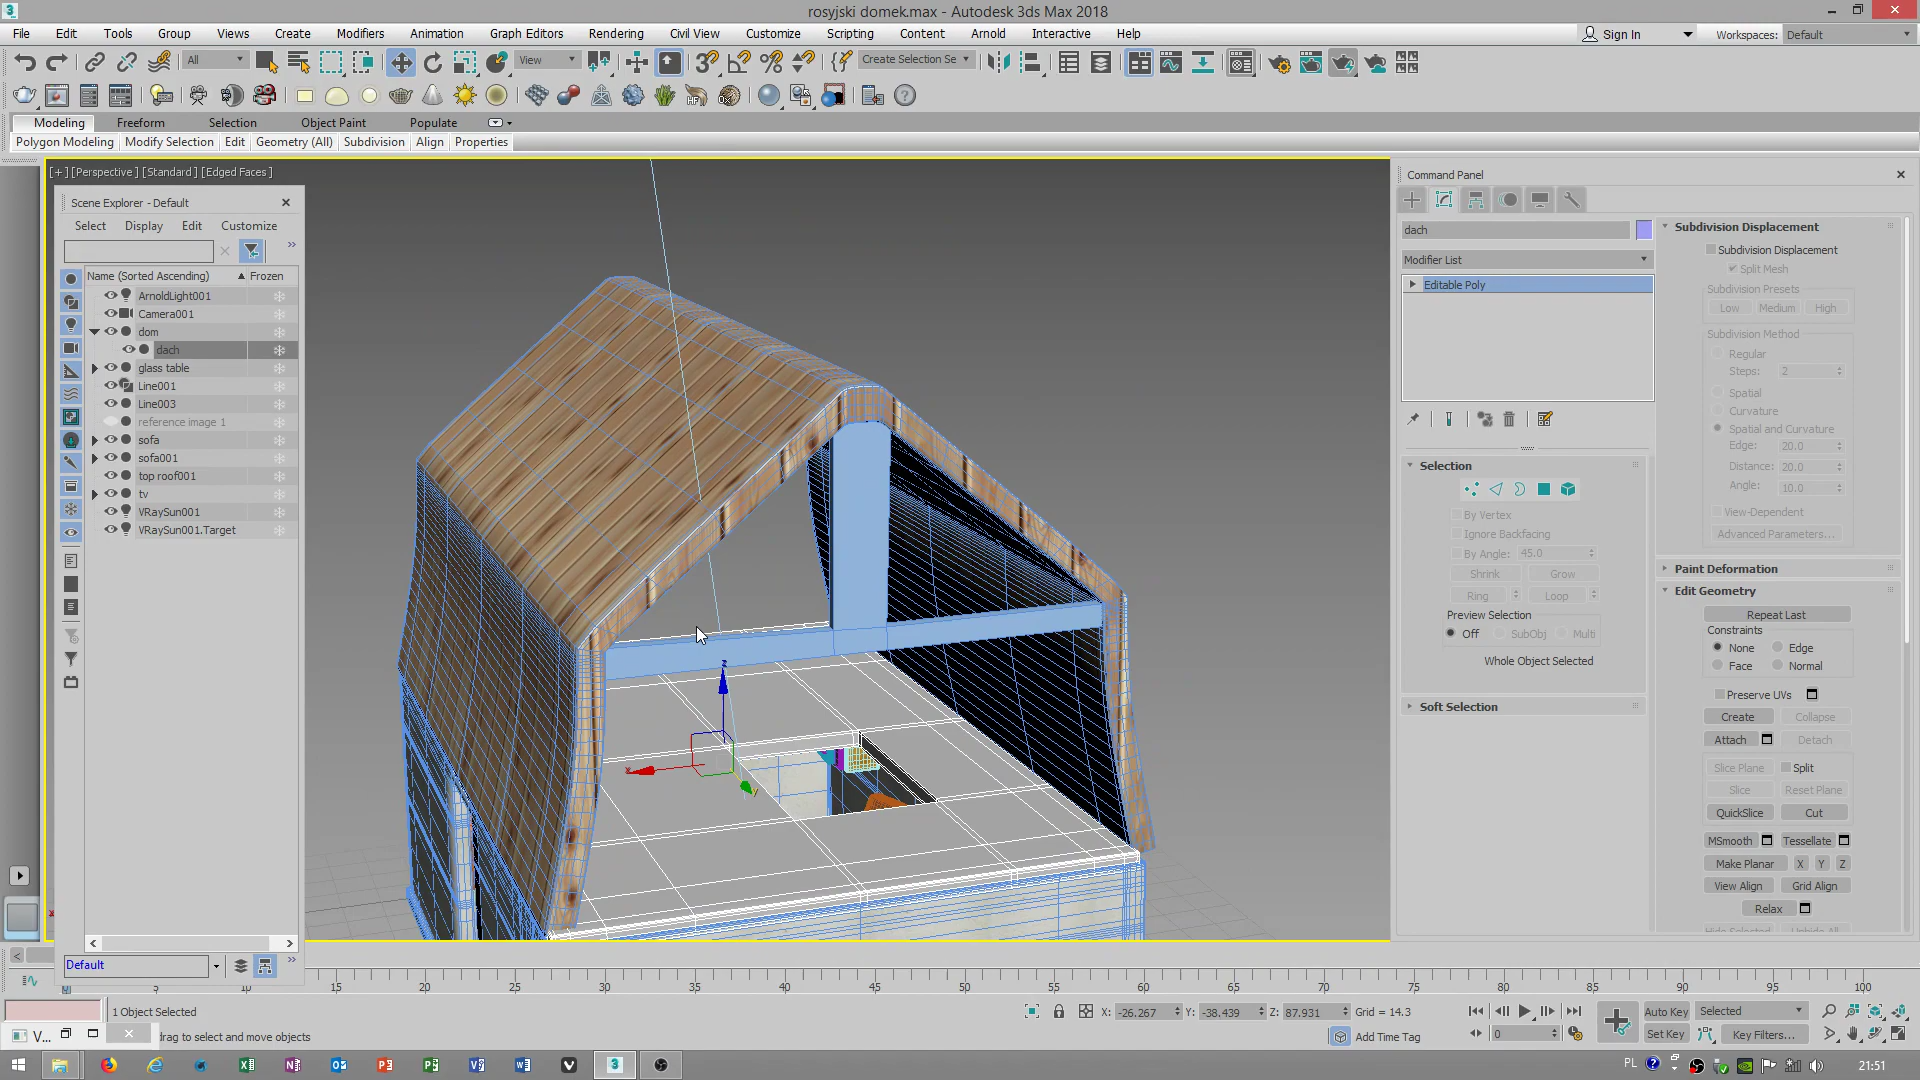 rosyjski domek.max - Autodesk 3ds Max 2018
File Edit Tools Group Views Create Modifiers Animation Graph Editors Rendering Civil View Customize Scripting Content Arnold Interactive Help
Sign In Workspaces: Default
All View Create Selection Se
Modeling Freeform Selection Object Paint Populate
Polygon Modeling Modify Selection Edit Geometry (All) Subdivision Align Properties
[+] [Perspective] [Standard] [Edged Faces]
Scene Explorer - Default
Select Display Edit Customize
Name (Sorted Ascending) Frozen
ArnoldLight001
Camera001
dom
dach
glass table
Line001
Line003
reference image 1
sofa
sofa001
top roof001
tv
VRaySun001
VRaySun001.Target
Default
Command Panel
dach
Modifier List
Editable Poly
Selection
By Vertex
Ignore Backfacing
By Angle: 45.0
Shrink Grow
Ring Loop
Preview Selection
Off SubObj Multi
Whole Object Selected
Soft Selection
Subdivision Displacement
Subdivision Displacement
Split Mesh
Subdivision Presets
Low Medium High
Subdivision Method
Regular
Steps: 2
Spatial
Curvature
Spatial and Curvature
Edge: 20.0
Distance: 20.0
Angle: 10.0
View-Dependent
Advanced Parameters...
Paint Deformation
Edit Geometry
Repeat Last
Constraints
None Edge
Face Normal
Preserve UVs
Create Collapse
Attach Detach
Slice Plane Split
Slice Reset Plane
QuickSlice Cut
MSmooth Tessellate
Make Planar X Y Z
View Align Grid Align
Relax
z
x
y
5 15 20 25 30 35 40 45 50 55 60 65 70 75 80 85 90 95 100
1 Object Selected
X: -26.267 Y: -38.439 Z: 87.931 Grid = 14.3
Auto Key Selected
V... drag to select and move objects
Add Time Tag
0
Set Key Key Filters...
PL 21:51